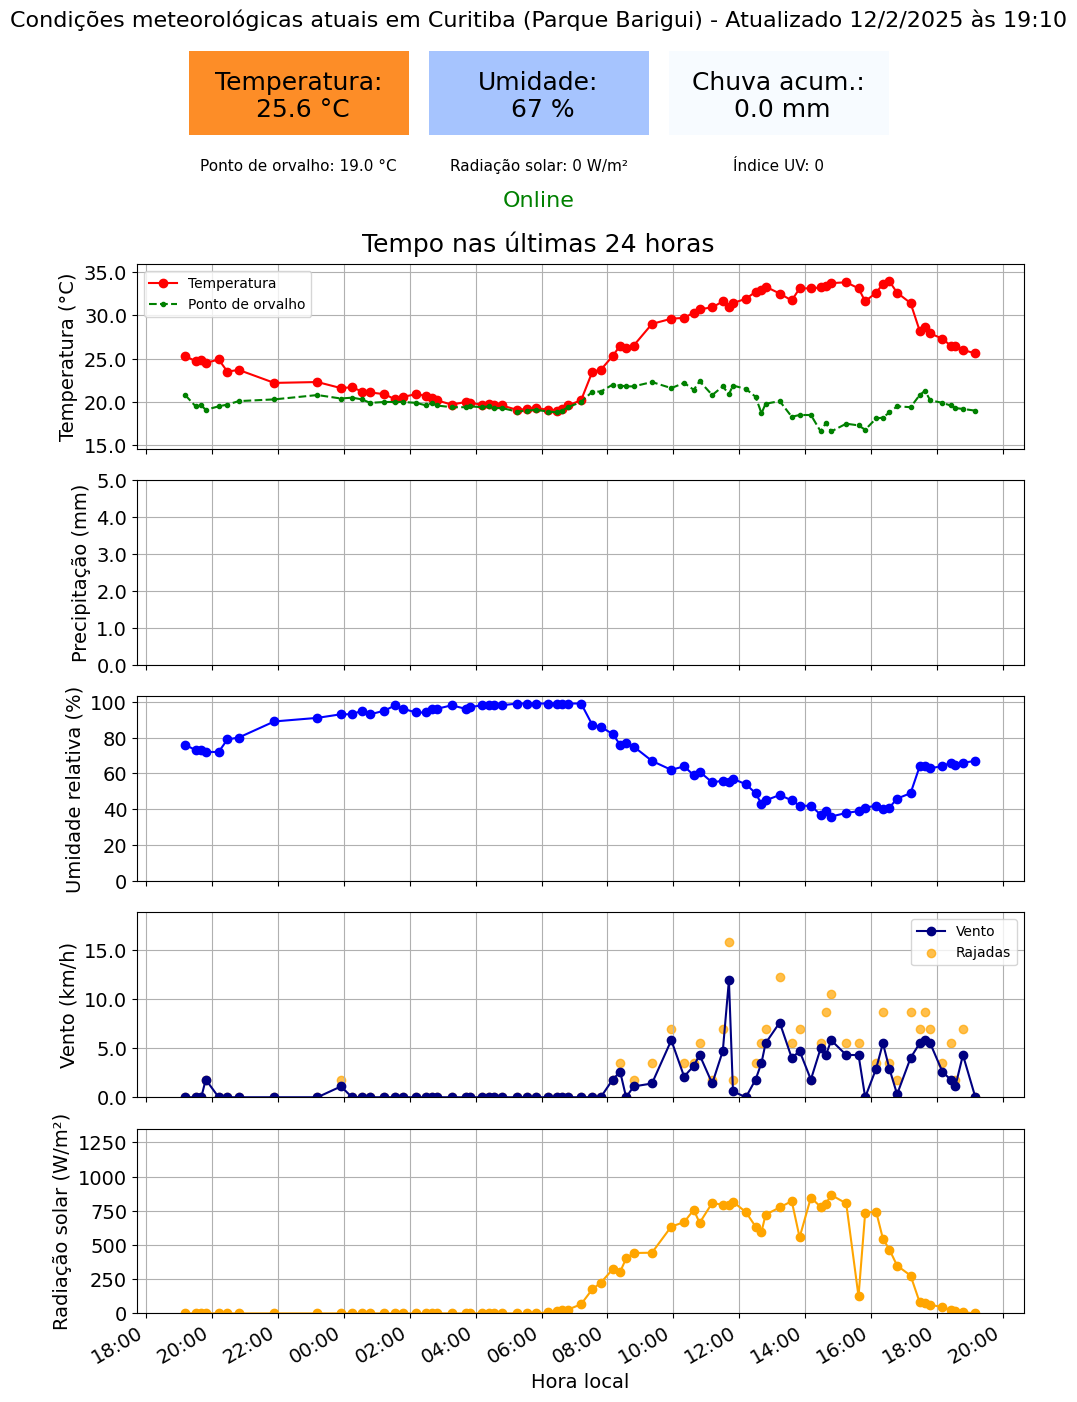 Condições meteorológicas atuais em Curitiba (Parque Barigui) - Atualizado 12/2/2025 às 19:10
Temperatura:
25.6 °C
Umidade:
67 %
Chuva acum.:
0.0 mm
Ponto de orvalho: 19.0 °C
Radiação solar: 0 W/m²
Índice UV: 0
Online
Tempo nas últimas 24 horas
Temperatura (°C)
35.0
30.0
25.0
20.0
15.0
Temperatura
Ponto de orvalho
Precipitação (mm)
5.0
4.0
3.0
2.0
1.0
0.0
Umidade relativa (%)
100
80
60
40
20
0
Vento (km/h)
15.0
10.0
5.0
0.0
Vento
Rajadas
Radiação solar (W/m²)
1250
1000
750
500
250
0
18:00
20:00
22:00
00:00
02:00
04:00
06:00
08:00
10:00
12:00
14:00
16:00
18:00
20:00
Hora local